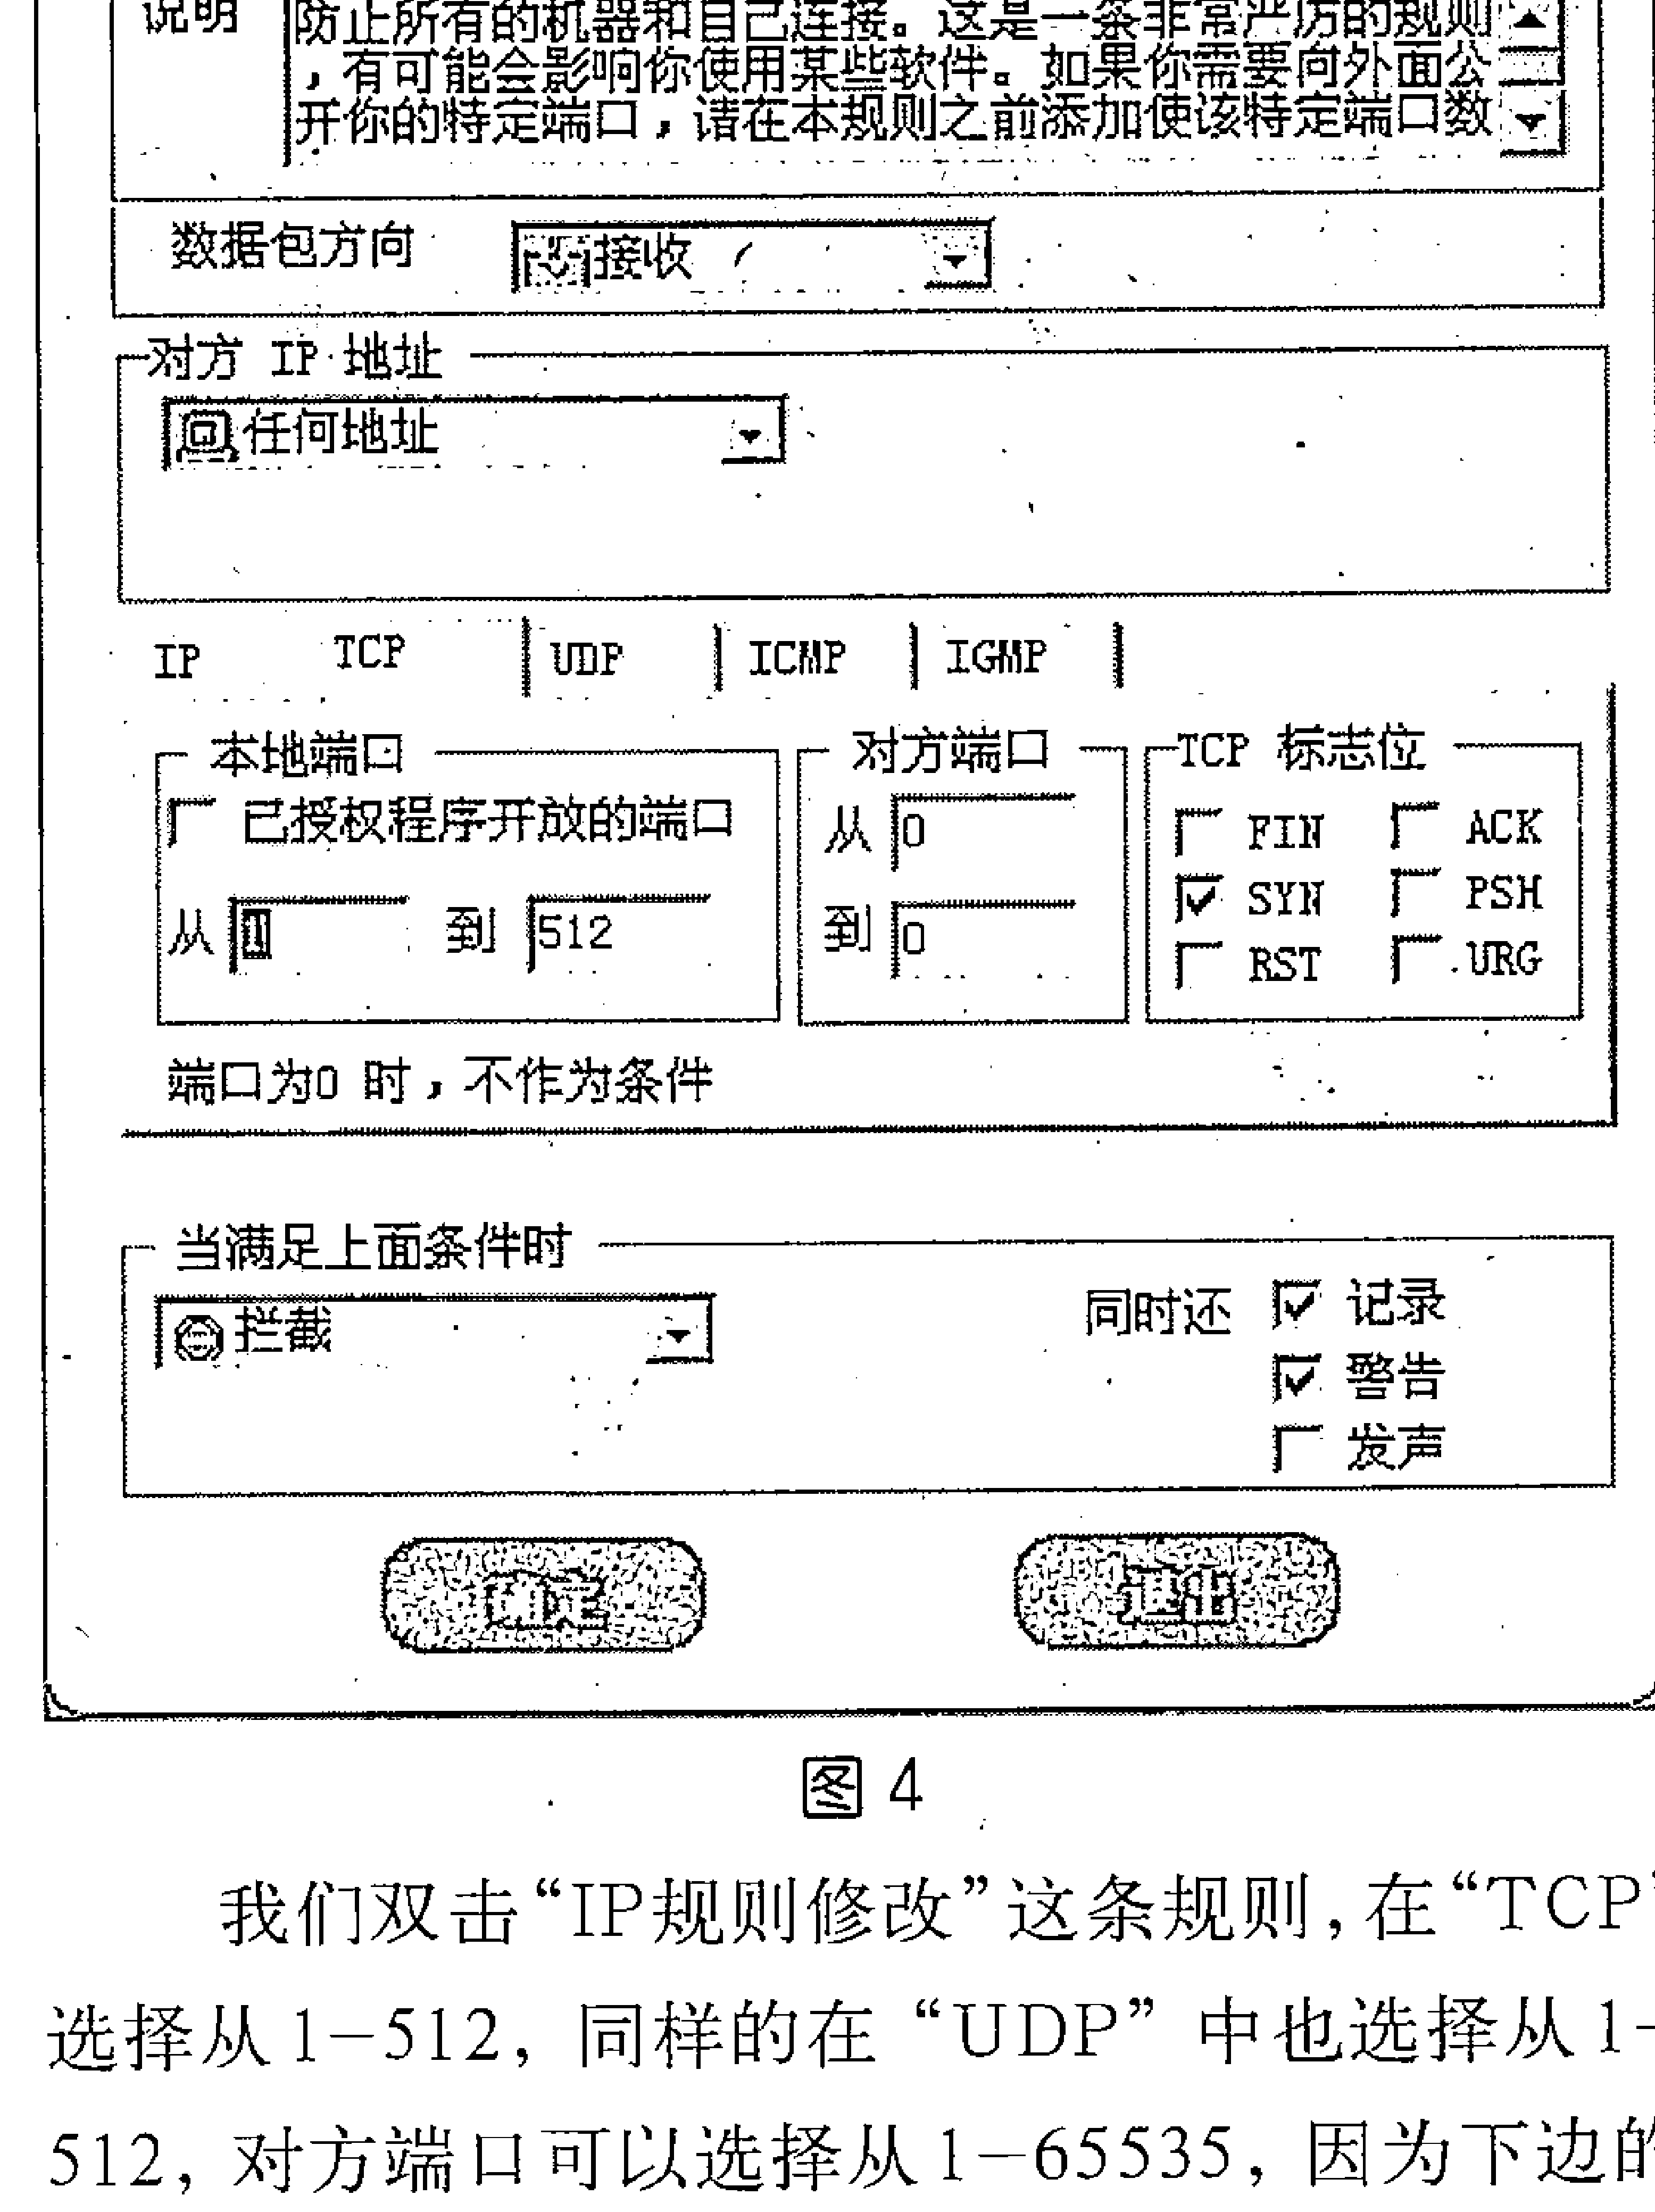 说明
防止所有的机器和自己连接。这是一条非常严厉的规则
，有可能会影响你使用某些软件。如果你需要向外面公
开你的特定端口，请在本规则之前添加使该特定端口数
数据包方向 接收
对方 IP 地址
任何地址
IP TCP UDP ICMP IGMP
本地端口 对方端口 TCP 标志位
已授权程序开放的端口 从 0 FIN ACK
从 1 到 512 到 0 SYN PSH
RST URG
端口为0 时，不作为条件
当满足上面条件时
拦截 同时还 记录
警告
发声
确定 退出
图 4
我们双击“IP规则修改”这条规则，在“TCP”
选择从1－512，同样的在“UDP”中也选择从1－
512，对方端口可以选择从1－65535，因为下边的